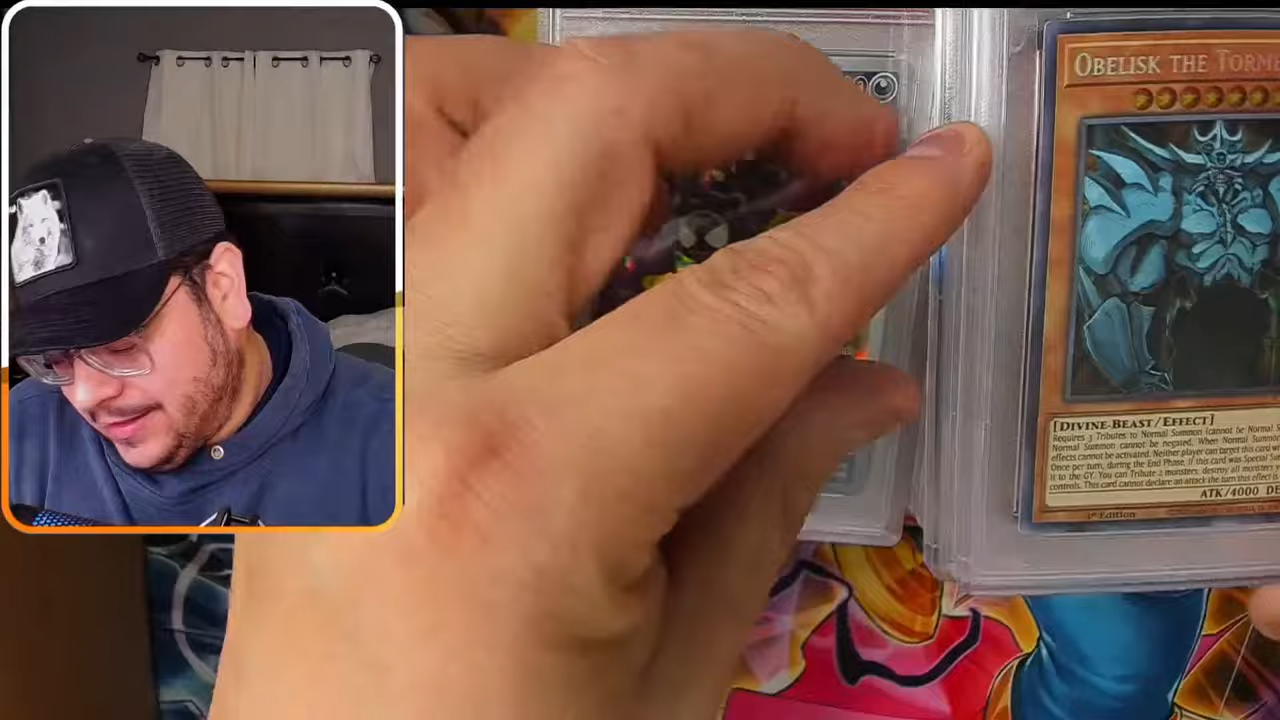 OBELISK THE TORME
[DIVINE-BEAST/EFFECT]
Requires 3 Tributes to Normal Summon (cannot be Normal S
Normal Summon cannot be negated. When Normal Summon
effects cannot be activated. Neither player can target this card w
Once per turn, during the End Phase, if this card was Special Su
it to the GY. You can Tribute 2 monsters; destroy all monsters
controls. This card cannot declare an attack the turn this effect is
ATK/4000 DE
1st Edition